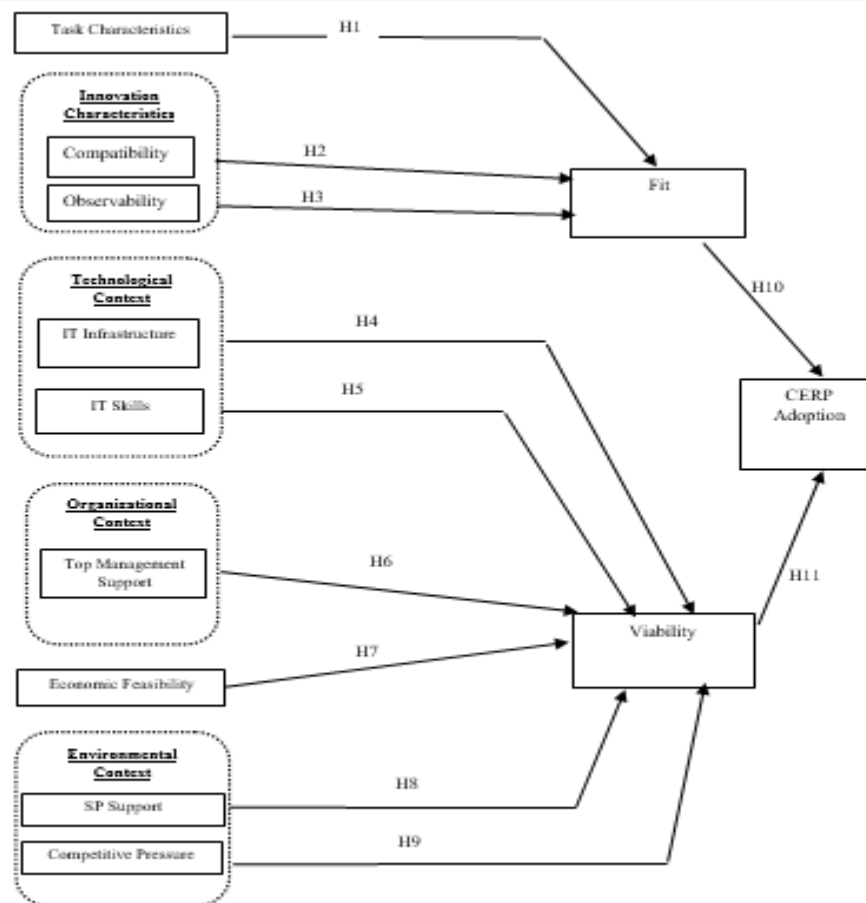 Task Characteristics
H1
Innovation
Characteristics
Compatibility
H2
Observability
H3
Fit
Technological
Context
IT Infrastructure
H4
IT Skills
H5
H10
CERP
Adoption
Organizational
Context
Top Management
Support
H6
H11
Viability
Economic Feasibility
H7
Environmental
Context
SP Support
H8
Competitive Pressure
H9